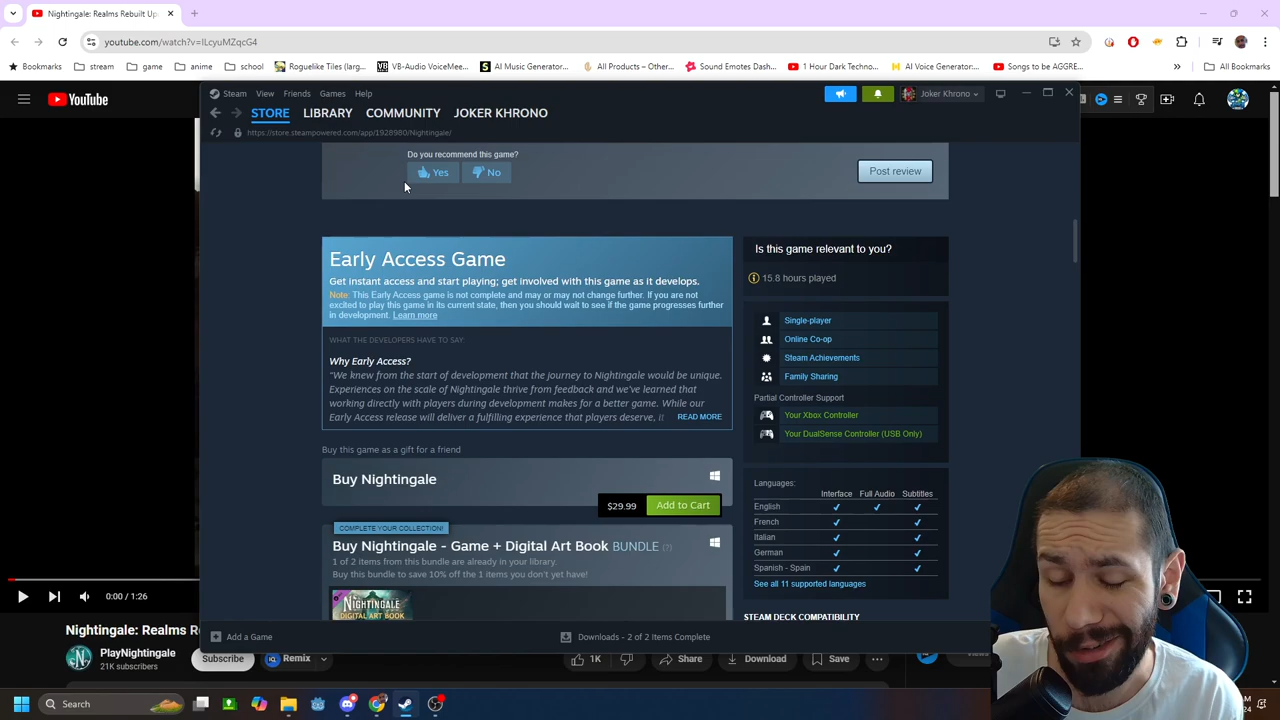 Nightingale: Realms Rebuilt Up
youtube.com/watch?v=ILcyuMZqcG4
Bookmarks
stream
game
anime
school
Roguelike Tiles (larg...
VB-Audio VoiceMee...
AI Music Generator...
All Products – Other...
Sound Emotes Dash...
1 Hour Dark Techno...
AI Voice Generator:...
Songs to be AGGRE...
»
All Bookmarks
YouTube
Steam View Friends Games Help
Joker Khrono
STORE LIBRARY COMMUNITY JOKER KHRONO
https://store.steampowered.com/app/1928980/Nightingale/
Do you recommend this game?
Yes
No
Post review
Early Access Game
Get instant access and start playing; get involved with this game as it develops.
Note: This Early Access game is not complete and may or may not change further. If you are not
excited to play this game in its current state, then you should wait to see if the game progresses further
in development. Learn more
WHAT THE DEVELOPERS HAVE TO SAY:
Why Early Access?
“We knew from the start of development that the journey to Nightingale would be unique.
Experiences on the scale of Nightingale thrive from feedback and we've learned that
working directly with players during development makes for a better game. While our
Early Access release will deliver a fulfilling experience that players deserve, it
READ MORE
Is this game relevant to you?
15.8 hours played
Single-player
Online Co-op
Steam Achievements
Family Sharing
Partial Controller Support
Your Xbox Controller
Your DualSense Controller (USB Only)
Buy this game as a gift for a friend
Buy Nightingale
$29.99
Add to Cart
COMPLETE YOUR COLLECTION!
Buy Nightingale - Game + Digital Art Book BUNDLE (?)
1 of 2 items from this bundle are already in your library.
Buy this bundle to save 10% off the 1 items you don't yet have!
NIGHTINGALE
DIGITAL ART BOOK
Languages:
Interface Full Audio Subtitles
English
French
Italian
German
Spanish - Spain
See all 11 supported languages
STEAM DECK COMPATIBILITY
Add a Game
Downloads - 2 of 2 Items Complete
0:00 / 1:26
Nightingale: Realms R
PlayNightingale
21K subscribers
Subscribe
Remix
1K
Share
Download
Save
Search